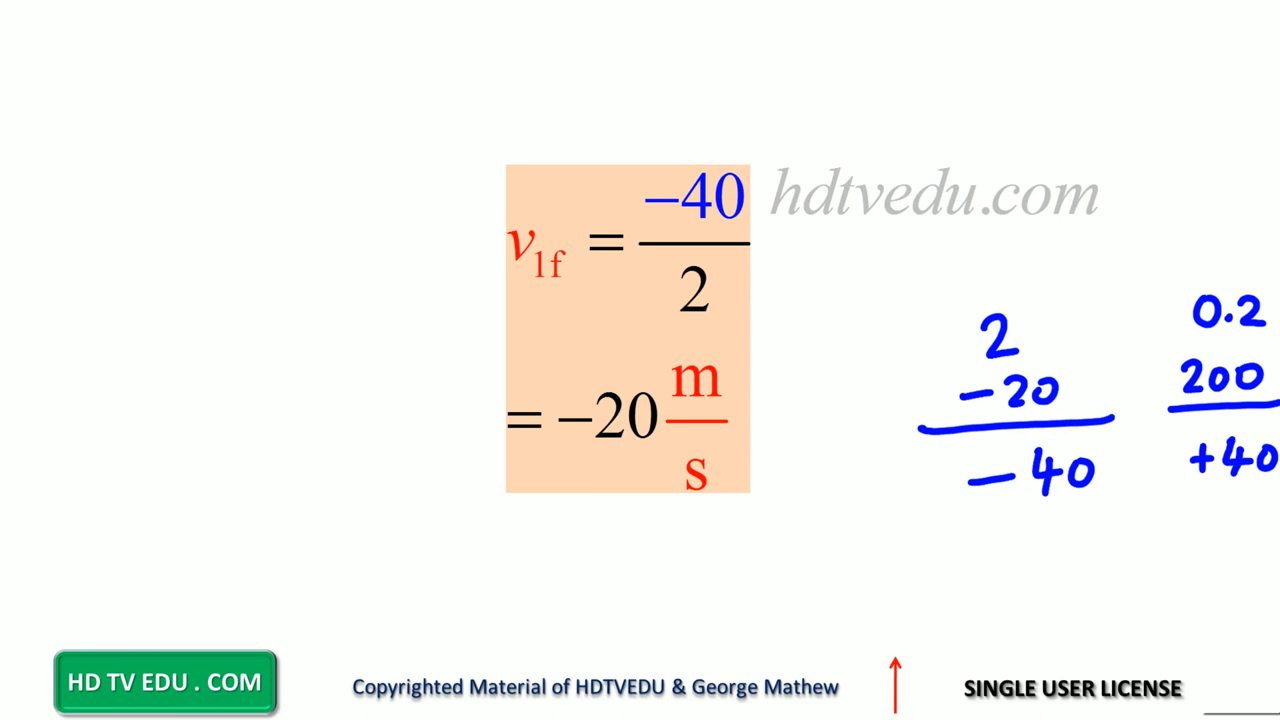 hdtvedu.com
v1f = −40/2
= −20 m/s
2
−20
−40
0.2
200
+40
HD TV EDU . COM
Copyrighted Material of HDTVEDU & George Mathew
SINGLE USER LICENSE